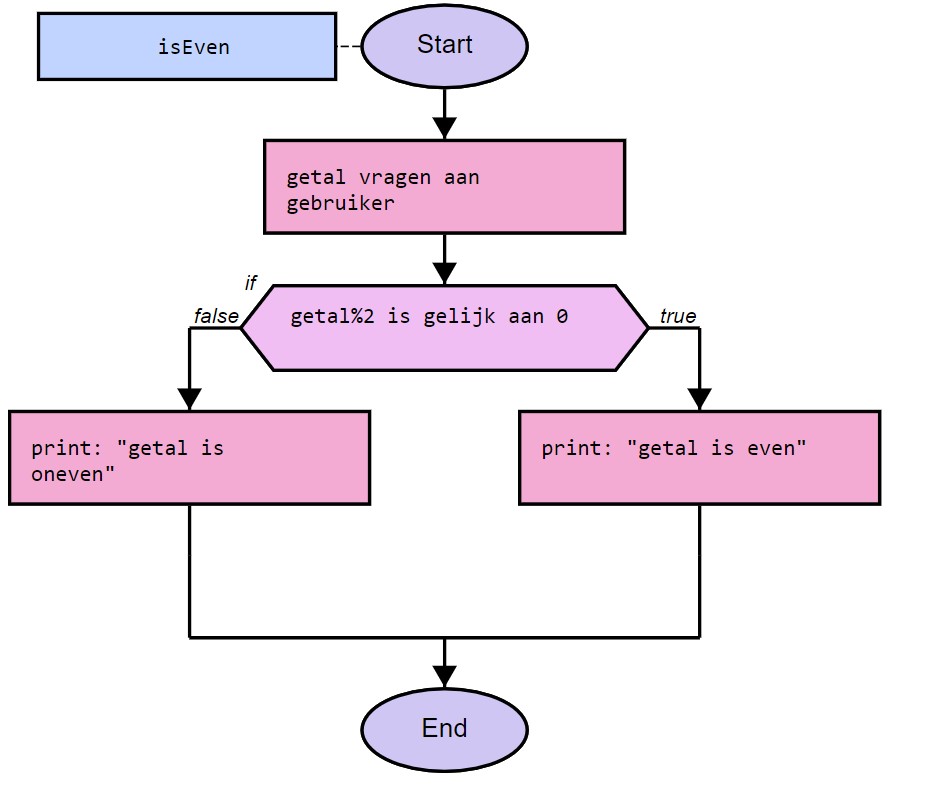 isEven
Start
getal vragen aan
gebruiker
if
false
getal%2 is gelijk aan 0
true
print: "getal is
oneven"
print: "getal is even"
End